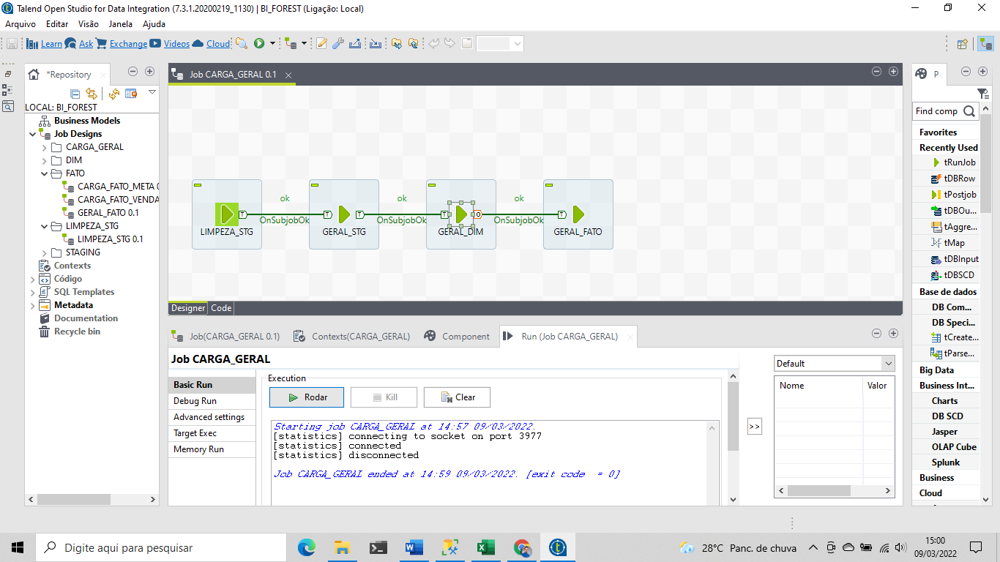 Talend Open Studio for Data Integration (7.3.1.20200219_1130) | BI_FOREST (Ligação: Local)
Arquivo Editar Visão Janela Ajuda
Learn Ask Exchange Videos Cloud
*Repository
LOCAL: BI_FOREST
Business Models
Job Designs
CARGA_GERAL
DIM
FATO
CARGA_FATO_META 0
CARGA_FATO_VENDA
GERAL_FATO 0.1
LIMPEZA_STG
LIMPEZA_STG 0.1
STAGING
Contexts
Código
SQL Templates
Metadata
Documentation
Recycle bin
Job CARGA_GERAL 0.1
ok ok ok
T T T T T O T
OnSubjobOk OnSubjobOk OnSubjobOk
LIMPEZA_STG GERAL_STG GERAL_DIM GERAL_FATO
Designer Code
Job(CARGA_GERAL 0.1) Contexts(CARGA_GERAL) Component Run (Job CARGA_GERAL)
Job CARGA_GERAL
Basic Run
Debug Run
Advanced settings
Target Exec
Memory Run
Execution
Rodar Kill Clear
Starting job CARGA_GERAL at 14:57 09/03/2022.
[statistics] connecting to socket on port 3977
[statistics] connected
[statistics] disconnected
Job CARGA_GERAL ended at 14:59 09/03/2022. [exit code = 0]
>>
Default
Nome Valor
P
Find comp
Favorites
Recently Used
tRunJob
tDBRow
tPostjob
tDBOu...
tAggre...
tMap
tDBInput
tDBSCD
Base de dados
DB Com...
DB Speci...
tCreate...
tParse...
Big Data
Business Int...
Charts
DB SCD
Jasper
OLAP Cube
Splunk
Business
Cloud
Digite aqui para pesquisar
28°C Panc. de chuva
15:00
09/03/2022